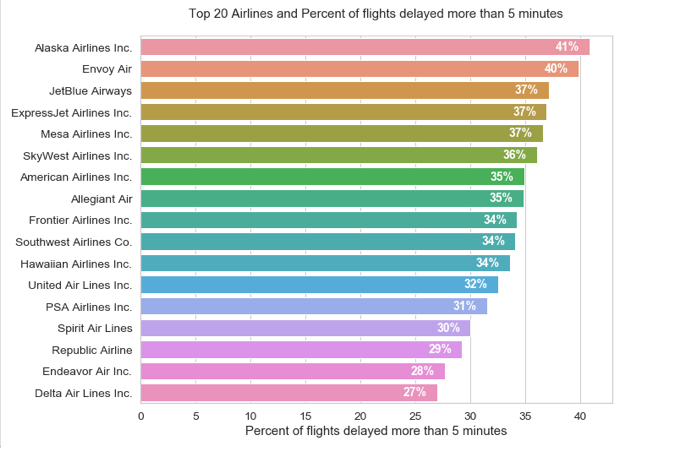 Top 20 Airlines and Percent of flights delayed more than 5 minutes
Alaska Airlines Inc. 41%
Envoy Air 40%
JetBlue Airways 37%
ExpressJet Airlines Inc. 37%
Mesa Airlines Inc. 37%
SkyWest Airlines Inc. 36%
American Airlines Inc. 35%
Allegiant Air 35%
Frontier Airlines Inc. 34%
Southwest Airlines Co. 34%
Hawaiian Airlines Inc. 34%
United Air Lines Inc. 32%
PSA Airlines Inc. 31%
Spirit Air Lines 30%
Republic Airline 29%
Endeavor Air Inc. 28%
Delta Air Lines Inc. 27%
0 5 10 15 20 25 30 35 40
Percent of flights delayed more than 5 minutes